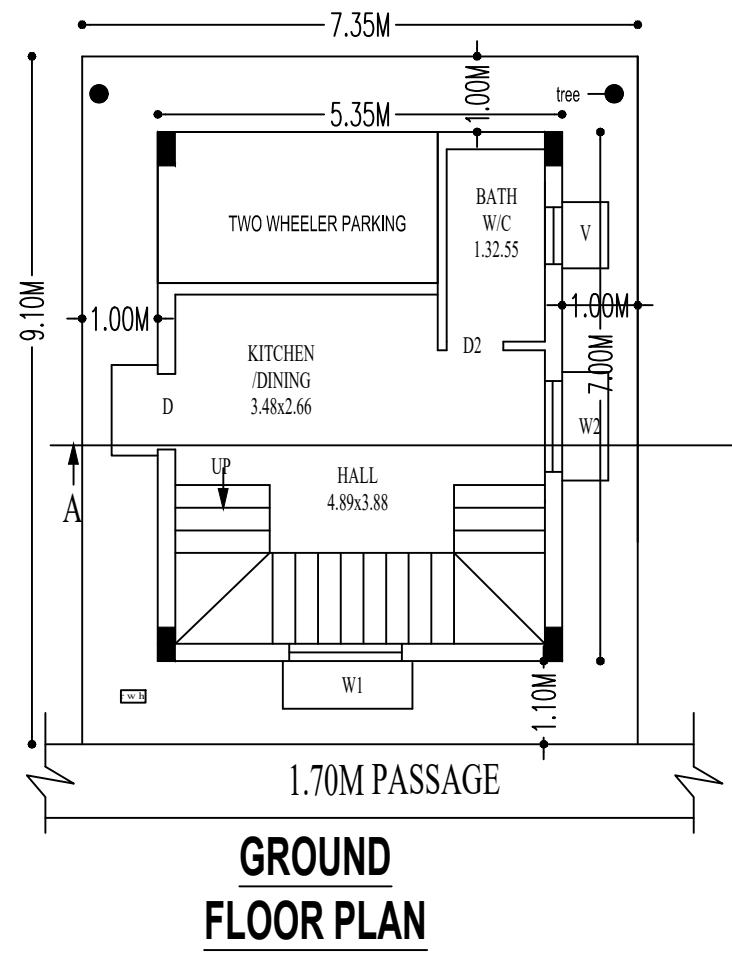 7.35M
1.00M
tree
5.35M
BATH
W/C
1.32.55
TWO WHEELER PARKING
V
9.10M
1.00M
1.00M
D2
KITCHEN
/DINING
3.48x2.66
7.00M
D
W2
UP
HALL
4.89x3.88
A
W1
r w h
1.10M
1.70M PASSAGE
GROUND
FLOOR PLAN